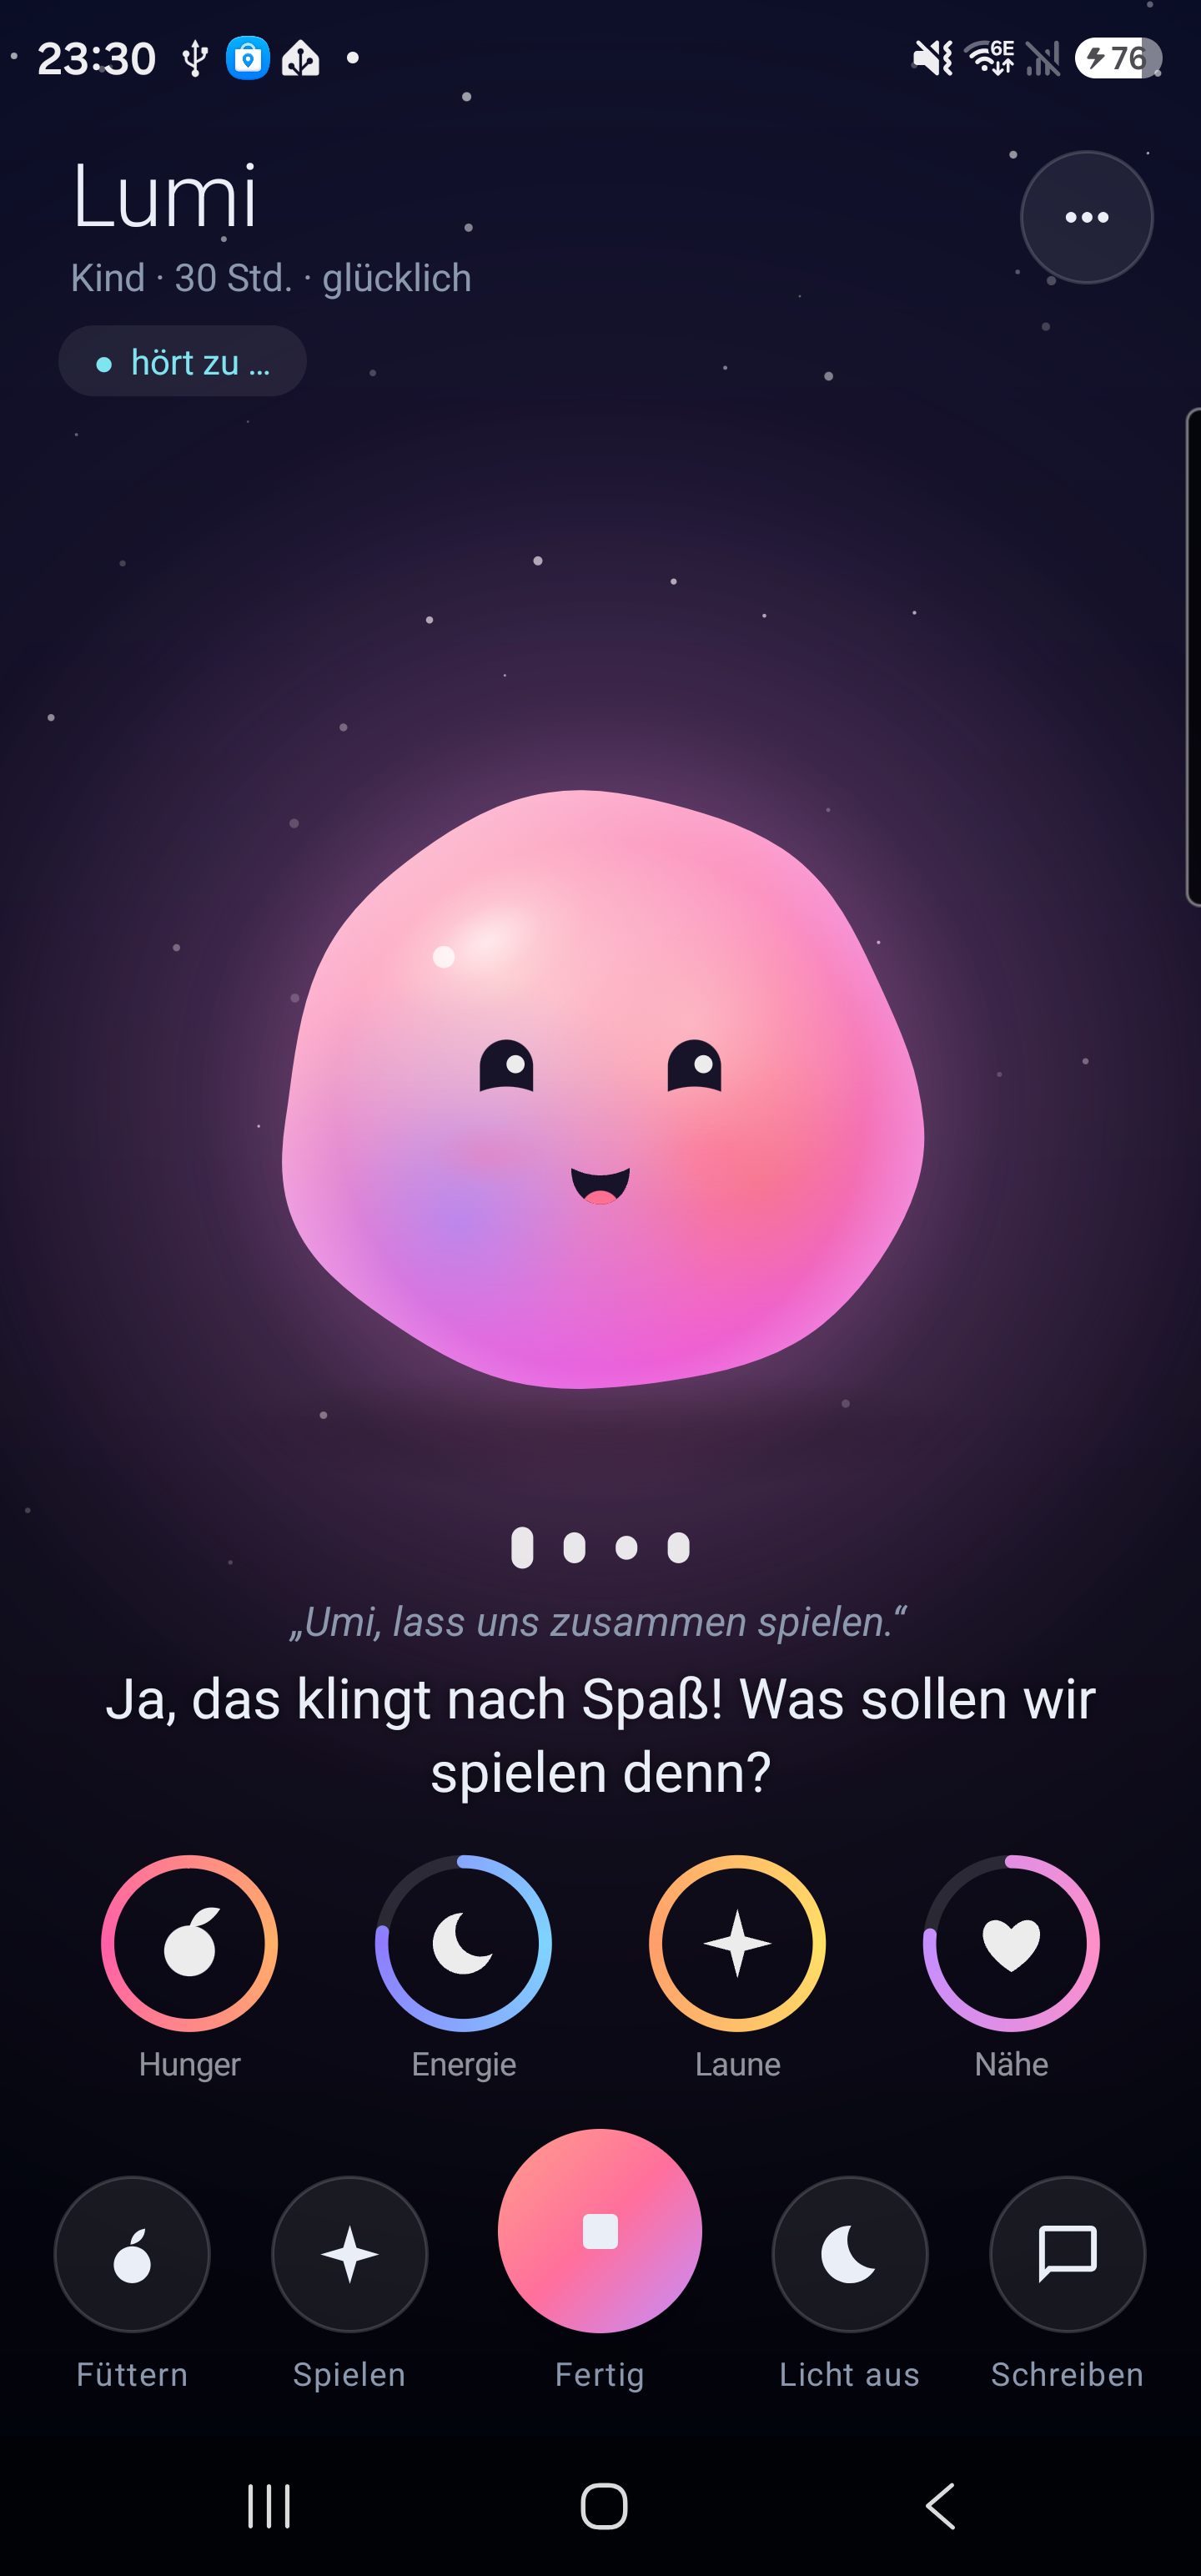 23:30
6E
76
Lumi
Kind · 30 Std. · glücklich
hört zu ...
„Umi, lass uns zusammen spielen.“
Ja, das klingt nach Spaß! Was sollen wir
spielen denn?
Hunger
Energie
Laune
Nähe
Füttern
Spielen
Fertig
Licht aus
Schreiben